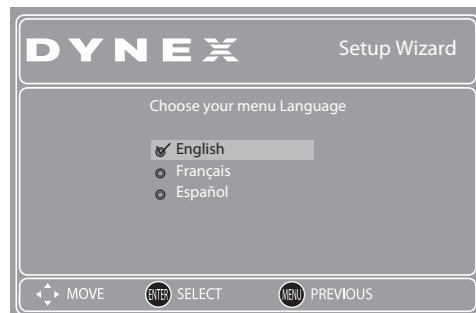 DYNEX Setup Wizard
Choose your menu Language
English
Français
Español
MOVE ENTER SELECT MENU PREVIOUS